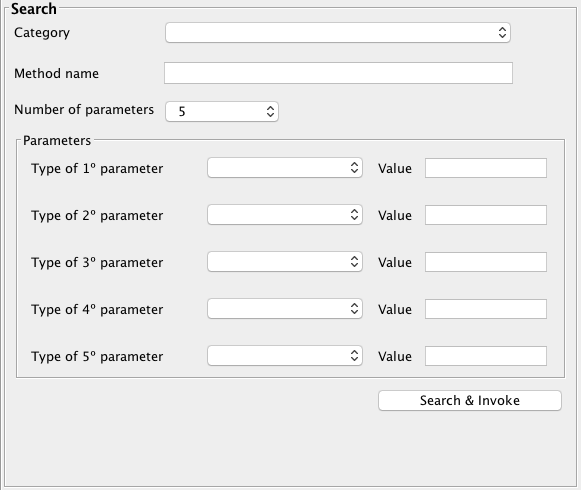 Search
Category
Method name
Number of parameters 5
Parameters
Type of 1º parameter Value
Type of 2º parameter Value
Type of 3º parameter Value
Type of 4º parameter Value
Type of 5º parameter Value
Search & Invoke